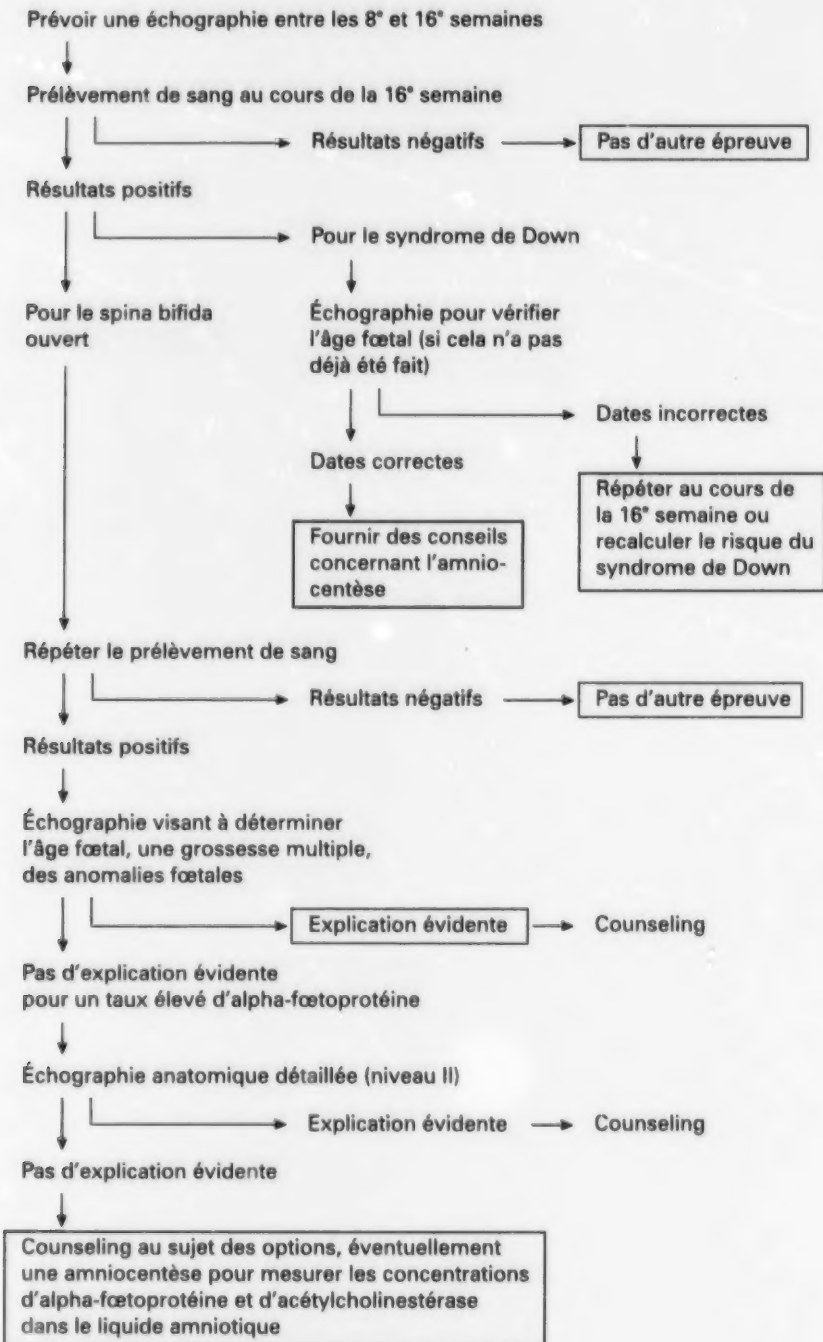 Prévoir une échographie entre les 8e et 16e semaines
Prélèvement de sang au cours de la 16e semaine
Résultats négatifs
Pas d'autre épreuve
Résultats positifs
Pour le syndrome de Down
Pour le spina bifida
ouvert
Échographie pour vérifier
l'âge fœtal (si cela n'a pas
déjà été fait)
Dates incorrectes
Dates correctes
Répéter au cours de
la 16e semaine ou
recalculer le risque du
syndrome de Down
Fournir des conseils
concernant l'amnio-
centèse
Répéter le prélèvement de sang
Résultats négatifs
Pas d'autre épreuve
Résultats positifs
Échographie visant à déterminer
l'âge fœtal, une grossesse multiple,
des anomalies fœtales
Explication évidente
Counseling
Pas d'explication évidente
pour un taux élevé d'alpha-fœtoprotéine
Échographie anatomique détaillée (niveau II)
Explication évidente
Counseling
Pas d'explication évidente
Counseling au sujet des options, éventuellement
une amniocentèse pour mesurer les concentrations
d'alpha-fœtoprotéine et d'acétylcholinestérase
dans le liquide amniotique